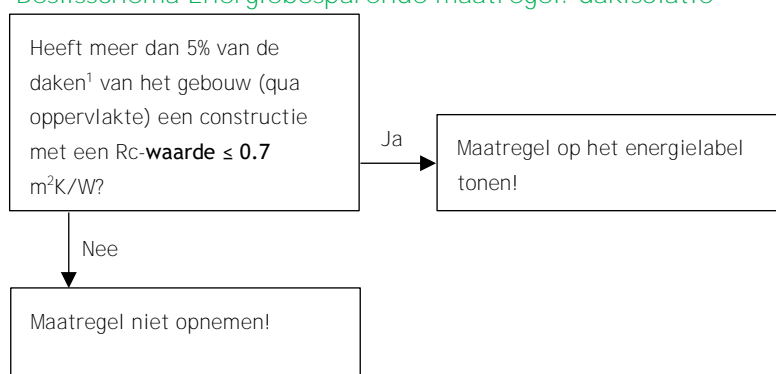 Beslisschema Energiebesparende maatregel: dakisolatie
Heeft meer dan 5% van de
daken¹ van het gebouw (qua
oppervlakte) een constructie
met een Rc-waarde ≤ 0.7
m²K/W?
Ja
Maatregel op het energielabel
tonen!
Nee
Maatregel niet opnemen!